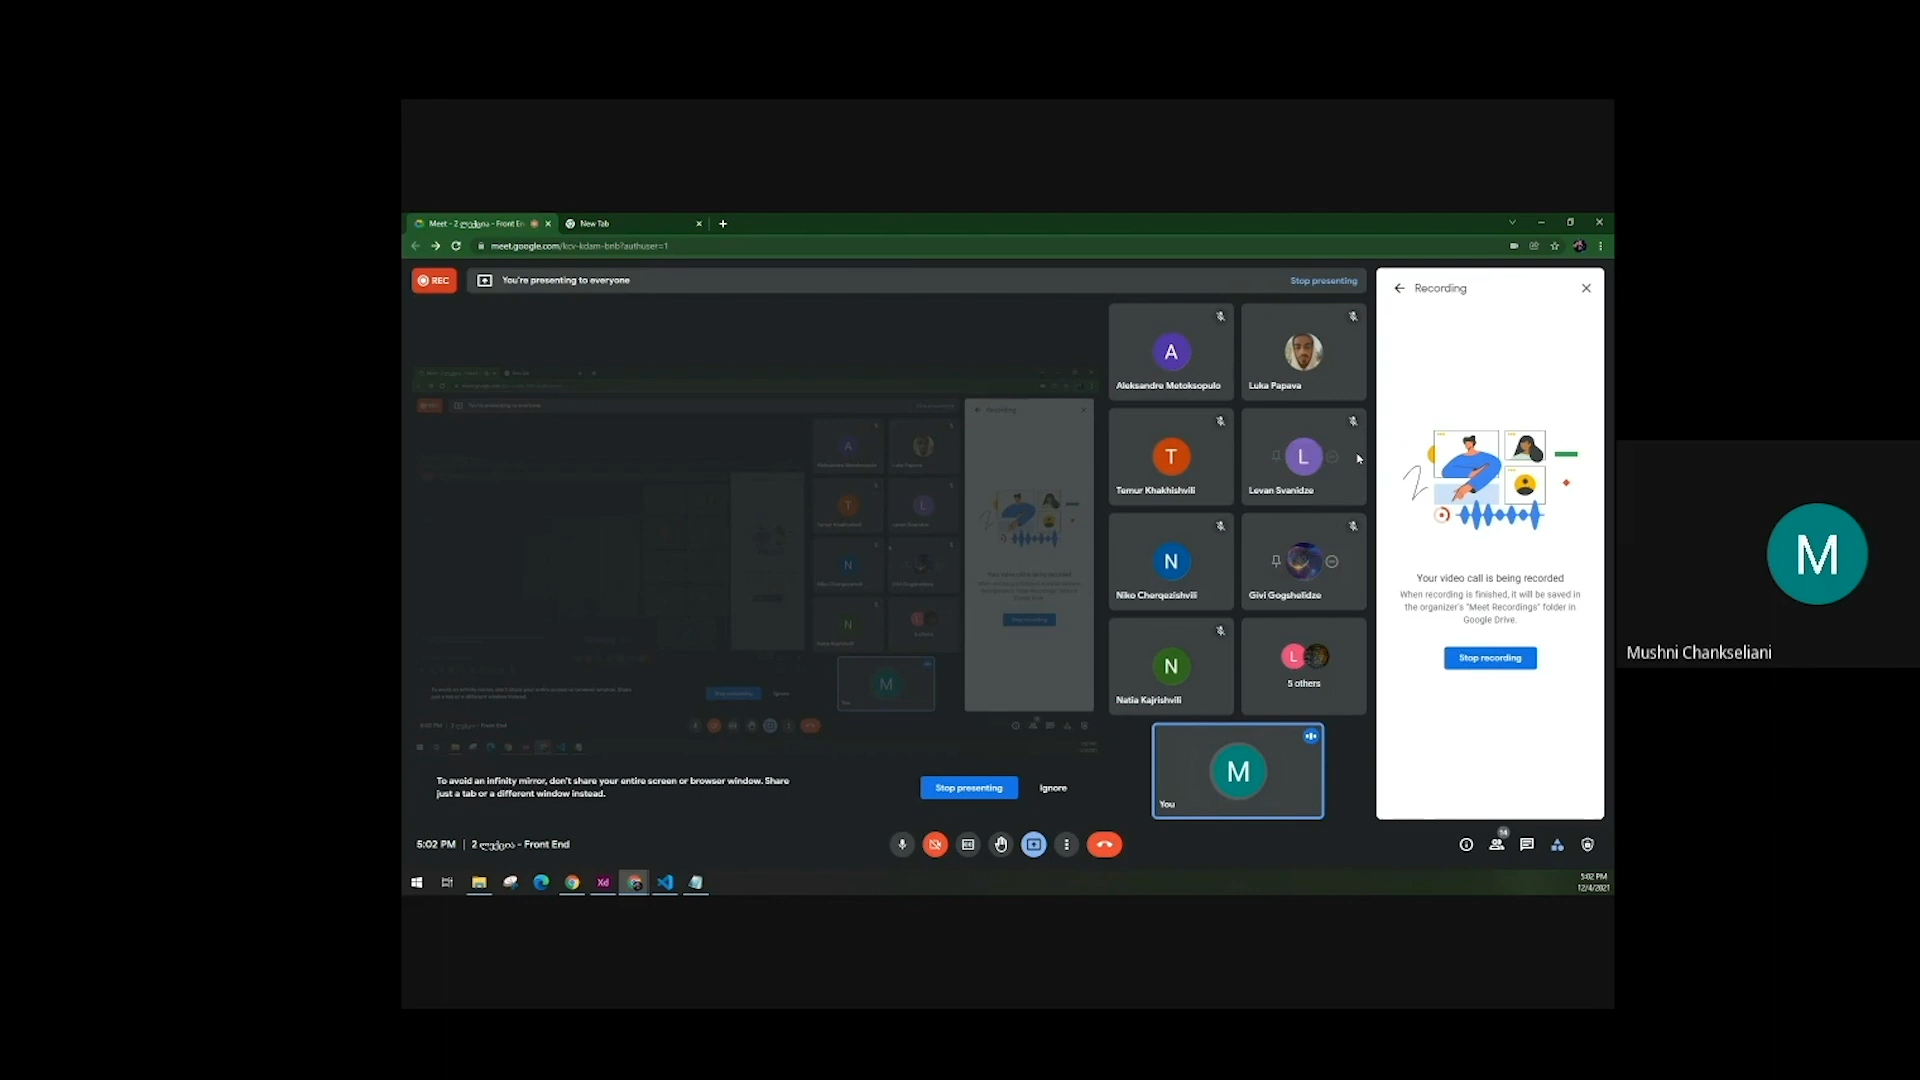 Meet - 2 ლექცია - Front En
New Tab
meet.google.com/kcv-kdam-bnb?authuser=1
REC
You're presenting to everyone
Stop presenting
Recording
A
Aleksandre Metoksopulo
Luka Papava
T
Temur Khakhishvili
L
Levan Svanidze
N
Niko Cherqezishvili
Givi Gogshelidze
N
Natia Kajrishvili
L
5 others
M
You
Your video call is being recorded
When recording is finished, it will be saved in
the organizer's "Meet Recordings" folder in
Google Drive.
Stop recording
M
Mushni Chankseliani
To avoid an infinity mirror, don't share your entire screen or browser window. Share
just a tab or a different window instead.
Stop presenting
Ignore
5:02 PM | 2 ლექცია - Front End
14
Xd
5:02 PM
12/4/2021